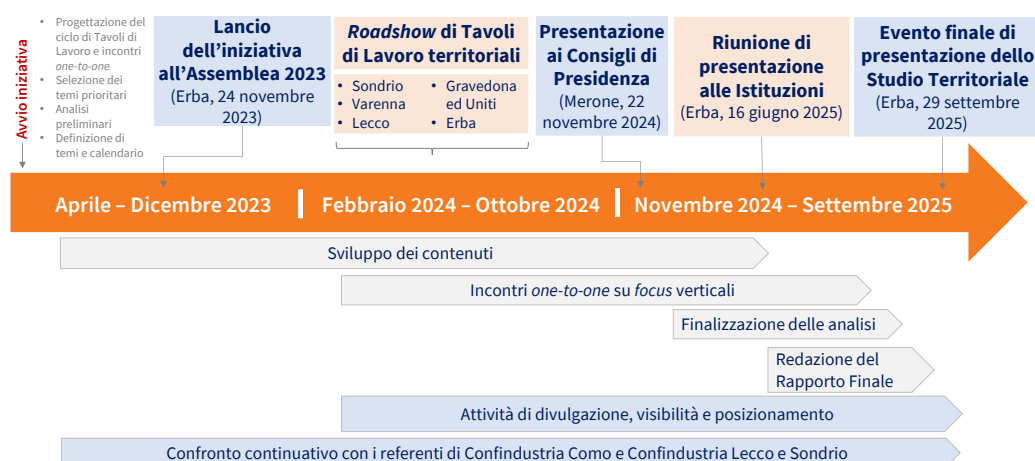 Avvio iniziativa
• Progettazione del
ciclo di Tavoli di
Lavoro e incontri
one-to-one
• Selezione dei
temi prioritari
• Analisi
preliminari
• Definizione di
temi e calendario
Lancio
dell'iniziativa
all'Assemblea 2023
(Erba, 24 novembre
2023)
Roadshow di Tavoli
di Lavoro territoriali
• Sondrio
• Varenna
• Lecco
• Gravedona
ed Uniti
• Erba
Presentazione
ai Consigli di
Presidenza
(Merone, 22
novembre 2024)
Riunione di
presentazione
alle Istituzioni
(Erba, 16 giugno 2025)
Evento finale di
presentazione dello
Studio Territoriale
(Erba, 29 settembre
2025)
Aprile – Dicembre 2023
Febbraio 2024 – Ottobre 2024
Novembre 2024 – Settembre 2025
Sviluppo dei contenuti
Incontri one-to-one su focus verticali
Finalizzazione delle analisi
Redazione del
Rapporto Finale
Attività di divulgazione, visibilità e posizionamento
Confronto continuativo con i referenti di Confindustria Como e Confindustria Lecco e Sondrio